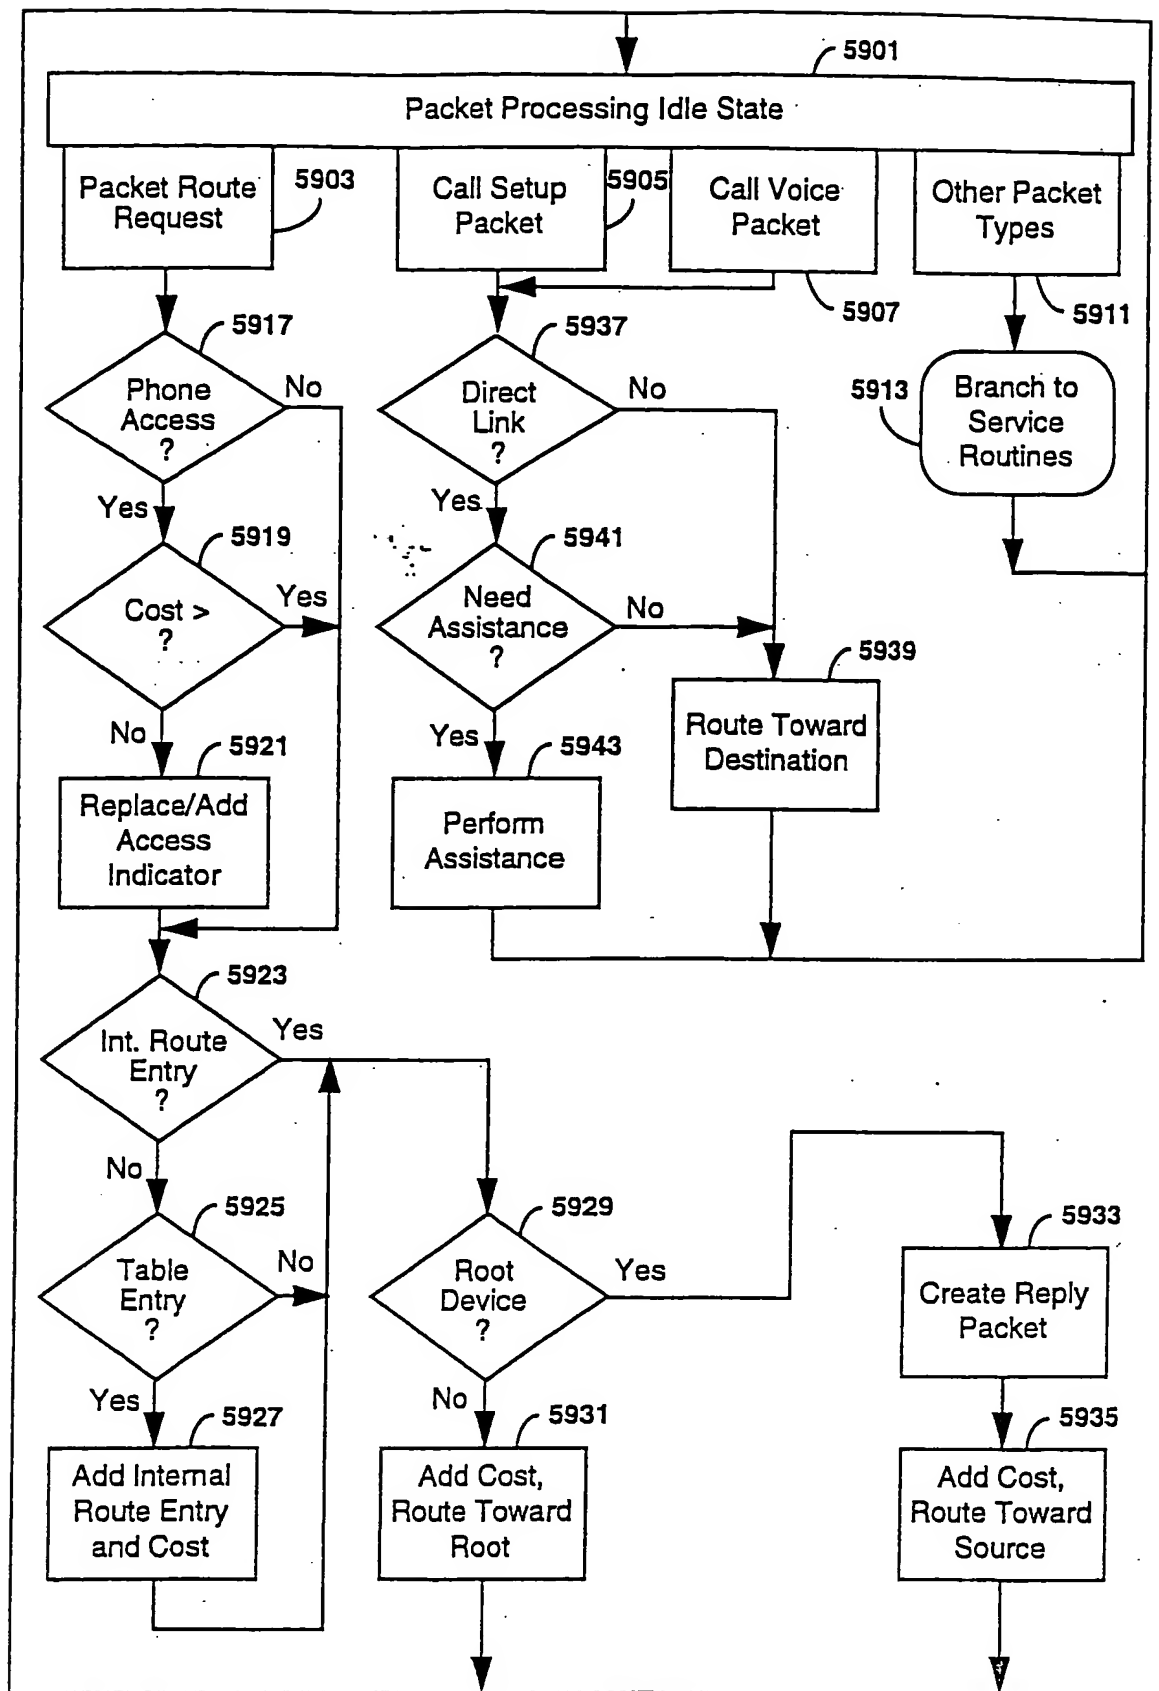 5901
Packet Processing Idle State
Packet Route
Request
5903
Call Setup
Packet
5905
Call Voice
Packet
5907
Other Packet
Types
5911
5917
Phone
Access
?
No
Yes
5937
Direct
Link
?
No
Yes
5913
Branch to
Service
Routines
5919
Cost >
?
Yes
No
5941
Need
Assistance
?
No
Yes
5939
Route Toward
Destination
5921
Replace/Add
Access
Indicator
5943
Perform
Assistance
5923
Int. Route
Entry
?
Yes
No
5925
Table
Entry
?
No
Yes
5929
Root
Device
?
Yes
No
5933
Create Reply
Packet
5927
Add Internal
Route Entry
and Cost
5931
Add Cost,
Route Toward
Root
5935
Add Cost,
Route Toward
Source